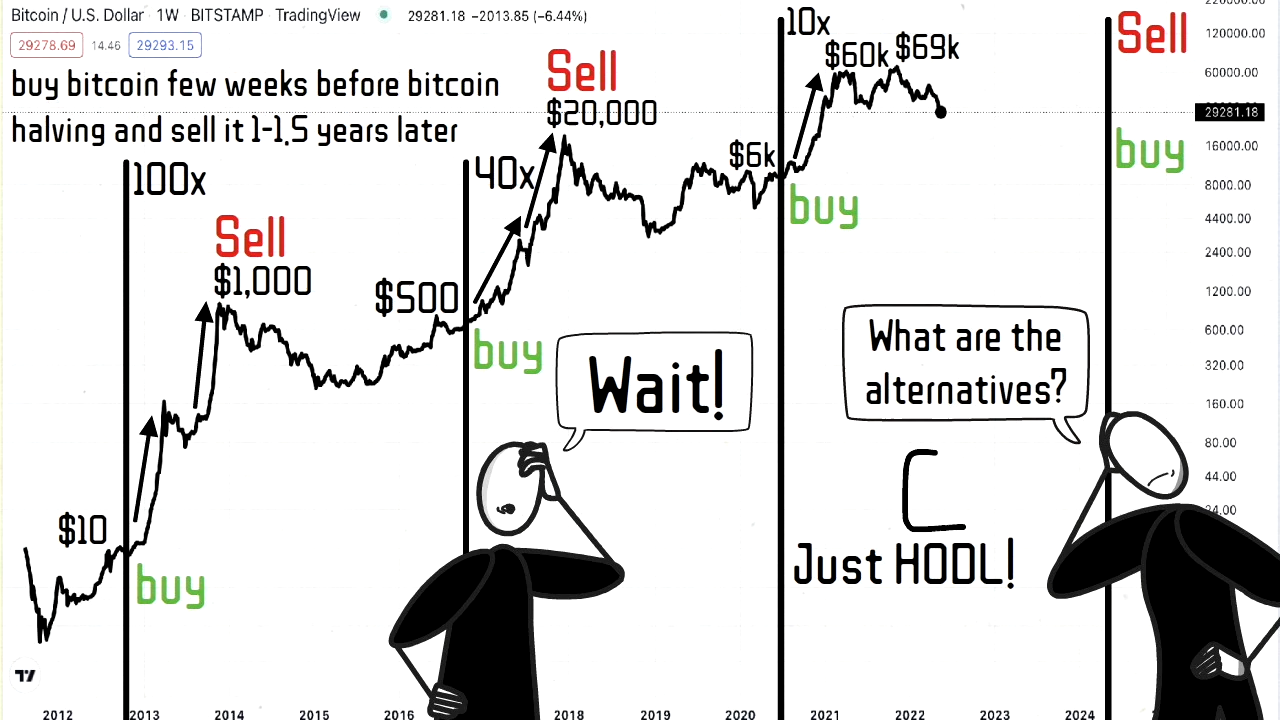 Bitcoin / U.S. Dollar · 1W · BITSTAMP · TradingView 29281.18 −2013.85 (−6.44%)
29278.69 14.46 29293.15
buy bitcoin few weeks before bitcoin
halving and sell it 1-1,5 years later
100x
Sell
$1,000
$10
buy
40x
Sell
$20,000
$500
buy
Wait!
10x
$60k $69k
$6k
buy
What are the
alternatives?
C
Just HODL!
Sell
buy
120000.00
60000.00
29281.18
16000.00
8000.00
4400.00
2400.00
1200.00
600.00
320.00
160.00
80.00
44.00
24.00
2012 2013 2014 2015 2016 2018 2019 2020 2021 2022 2023 2024